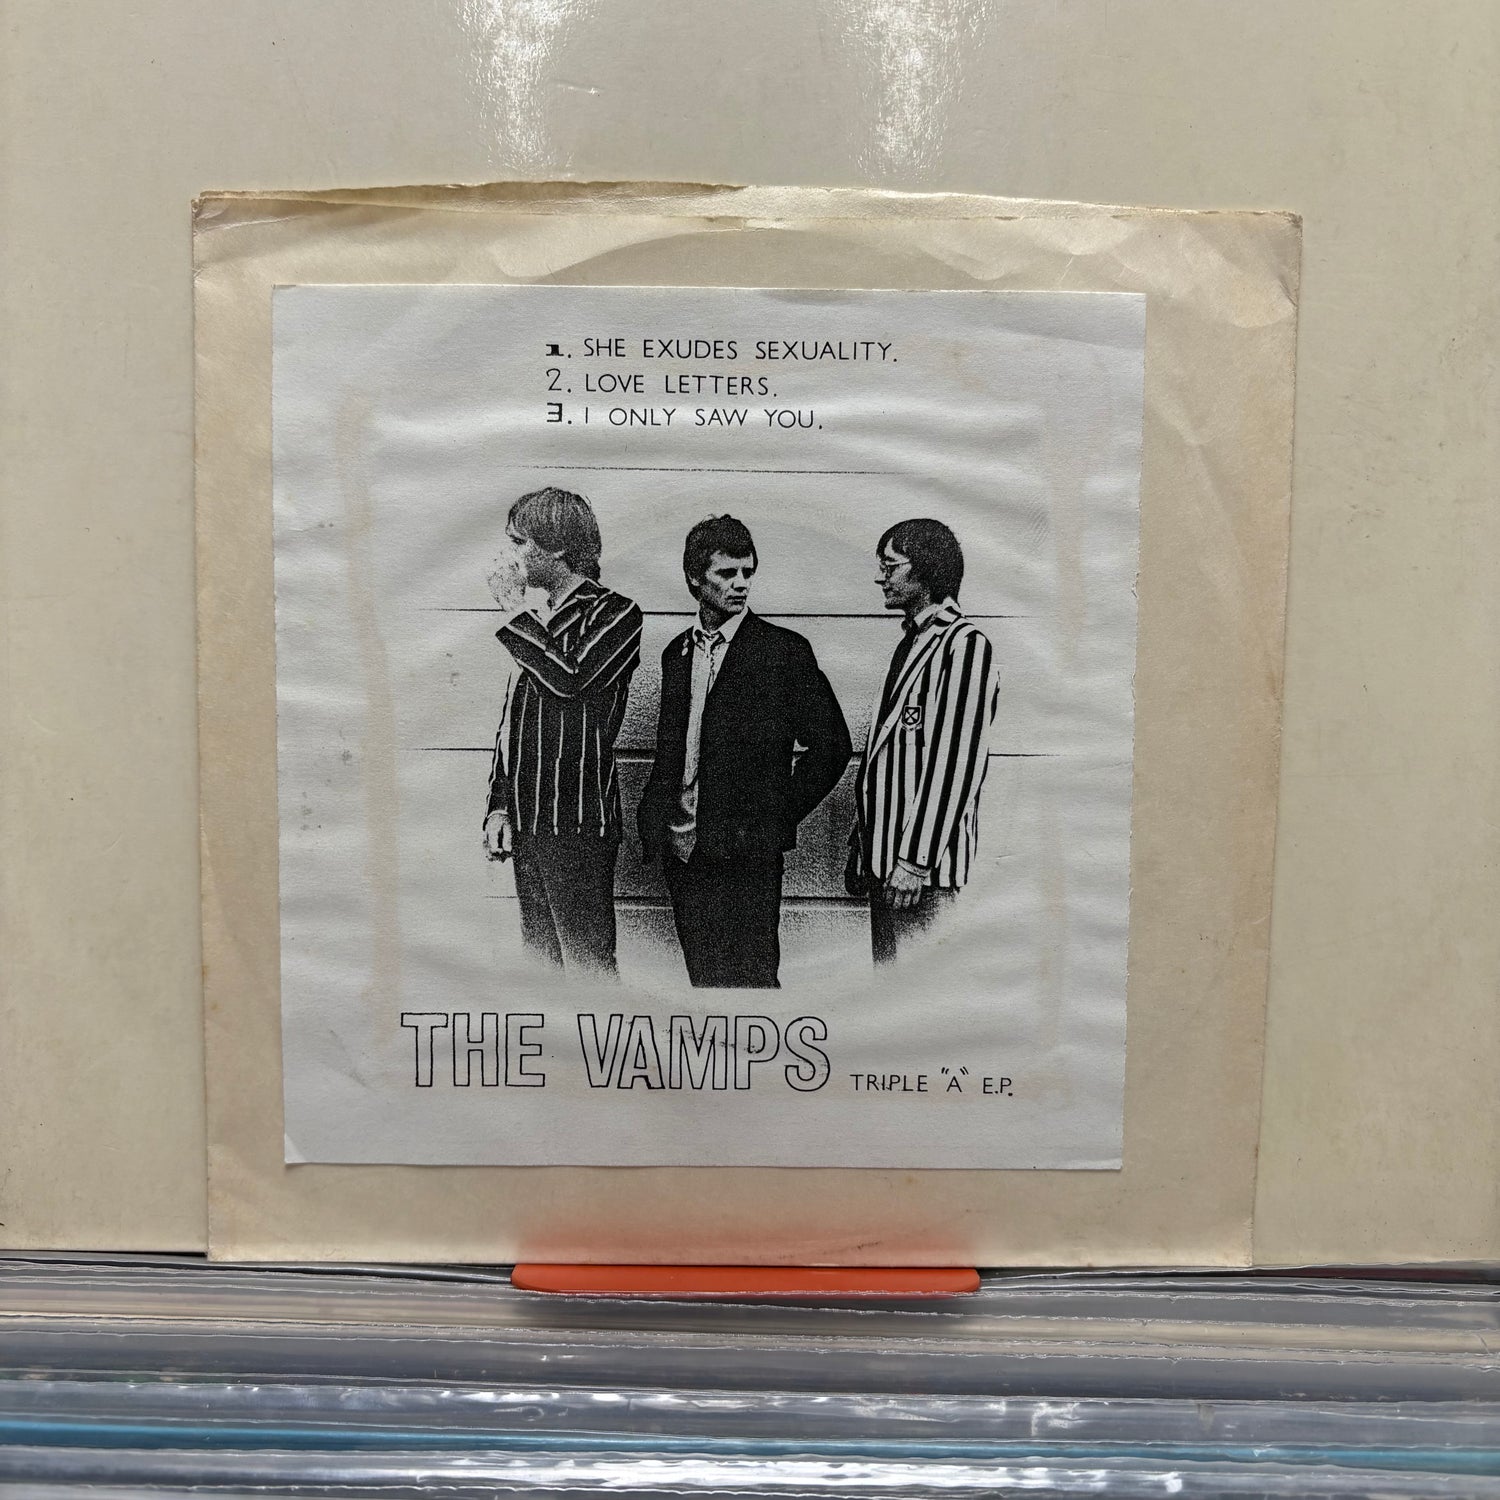 1. SHE EXUDES SEXUALITY.
2. LOVE LETTERS.
3. I ONLY SAW YOU.
THE VAMPS TRIPLE "A" E.P.